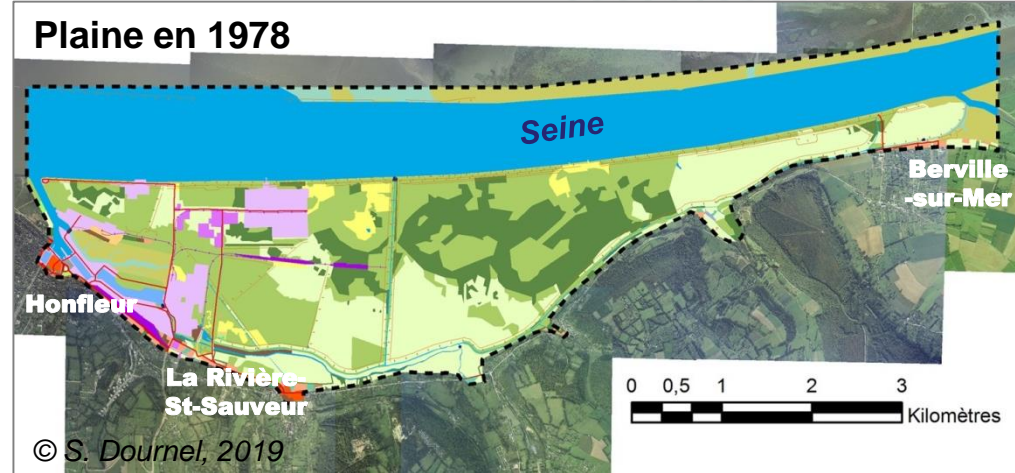 Plaine en 1978
Seine
Berville
-sur-Mer
Honfleur
La Rivière-
St-Sauveur
0 0,5 1 2 3
Kilomètres
© S. Dournel, 2019